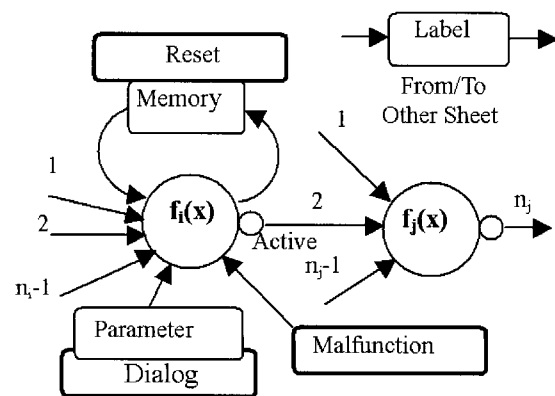 Reset
Memory
Label
From/To
Other Sheet
1
1
2
fᵢ(x)
2
Active
fⱼ(x)
nⱼ
nᵢ-1
nⱼ-1
Parameter
Dialog
Malfunction